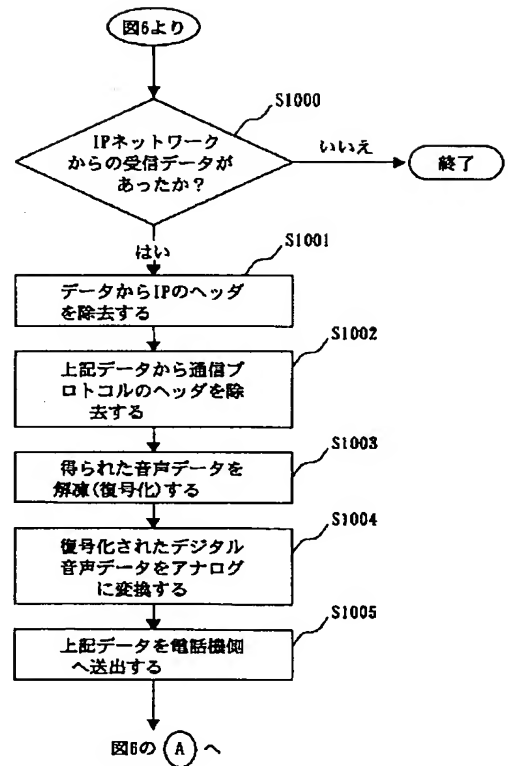 図6より
S1000
IPネットワーク
からの受信データが
あったか?
いいえ
終了
はい
S1001
データからIPのヘッダ
を除去する
S1002
上記データから通信プ
ロトコルのヘッダを除
去する
S1003
得られた音声データを
解凍(復号化)する
S1004
復号化されたデジタル
音声データをアナログ
に変換する
S1005
上記データを電話機側
へ送出する
図6の A へ